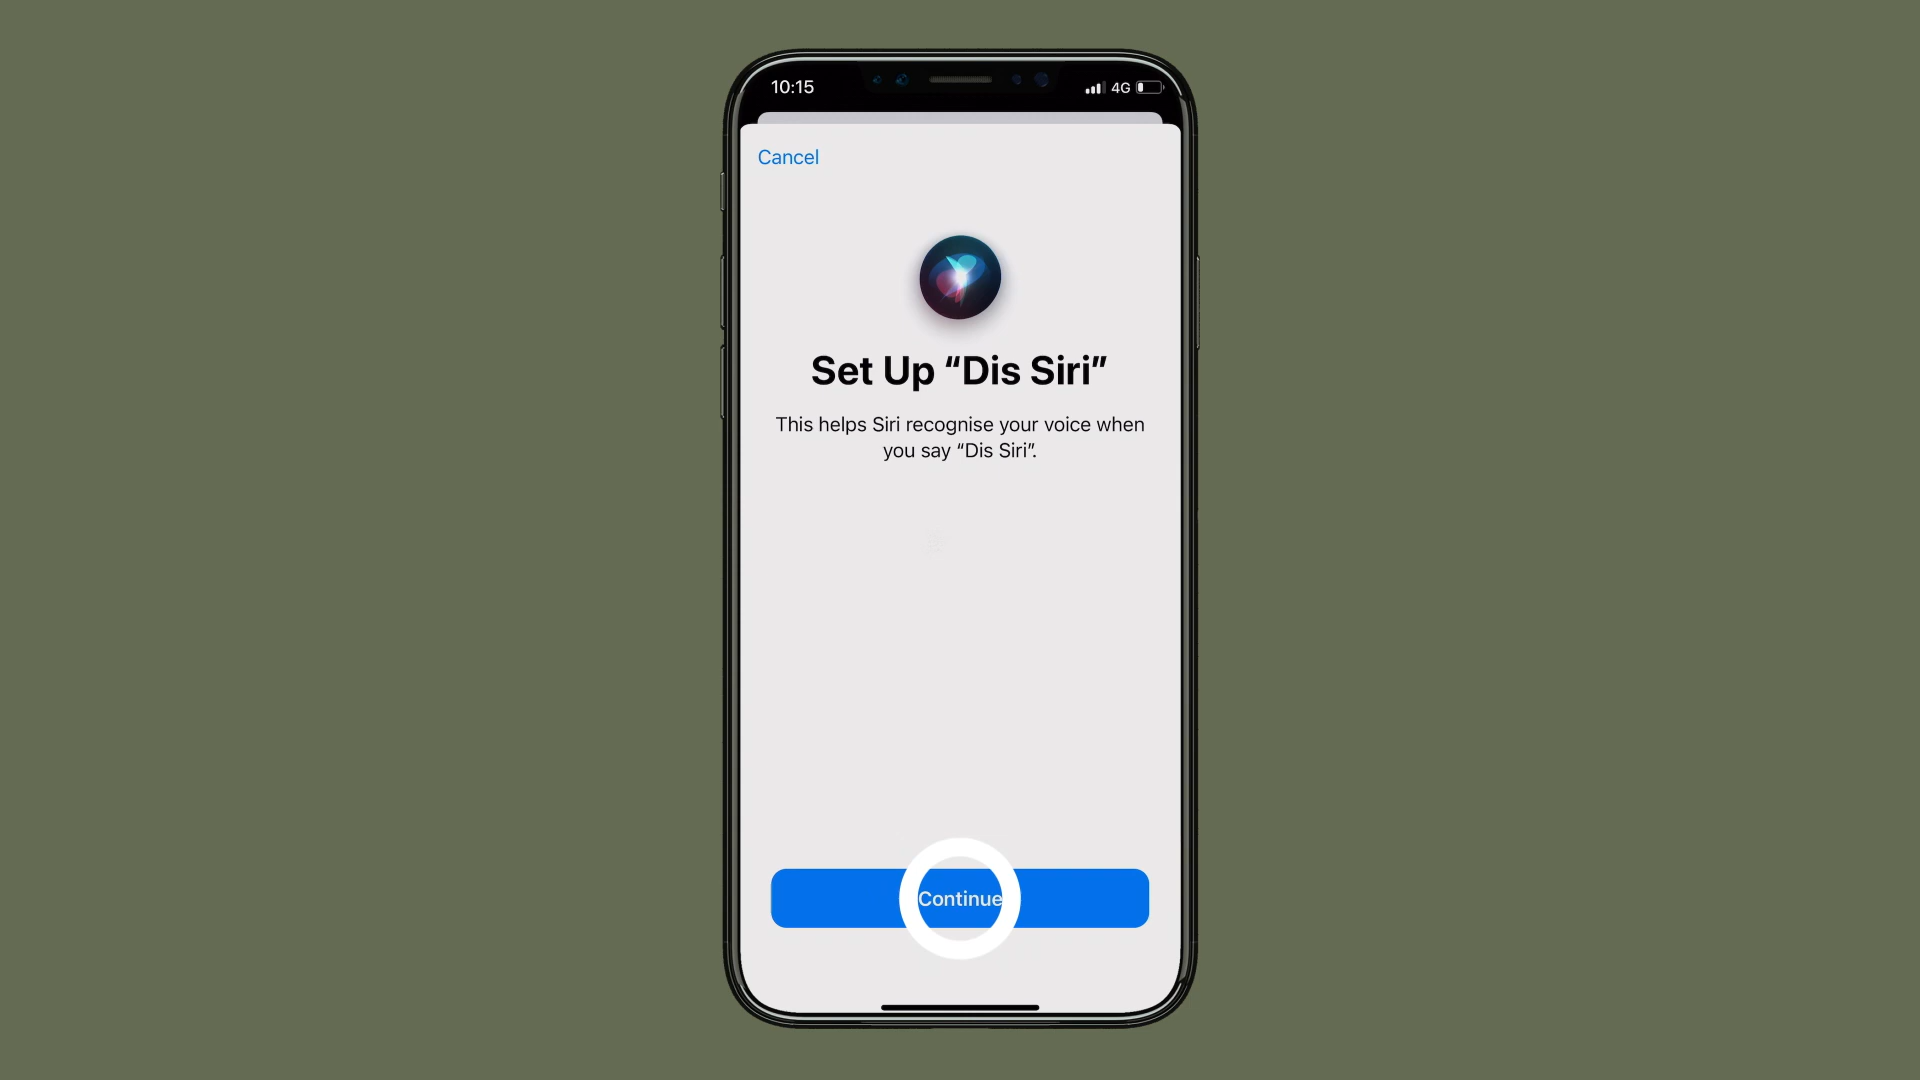 10:15 4G
Cancel
Set Up “Dis Siri”
This helps Siri recognise your voice when
you say “Dis Siri”.
Continue